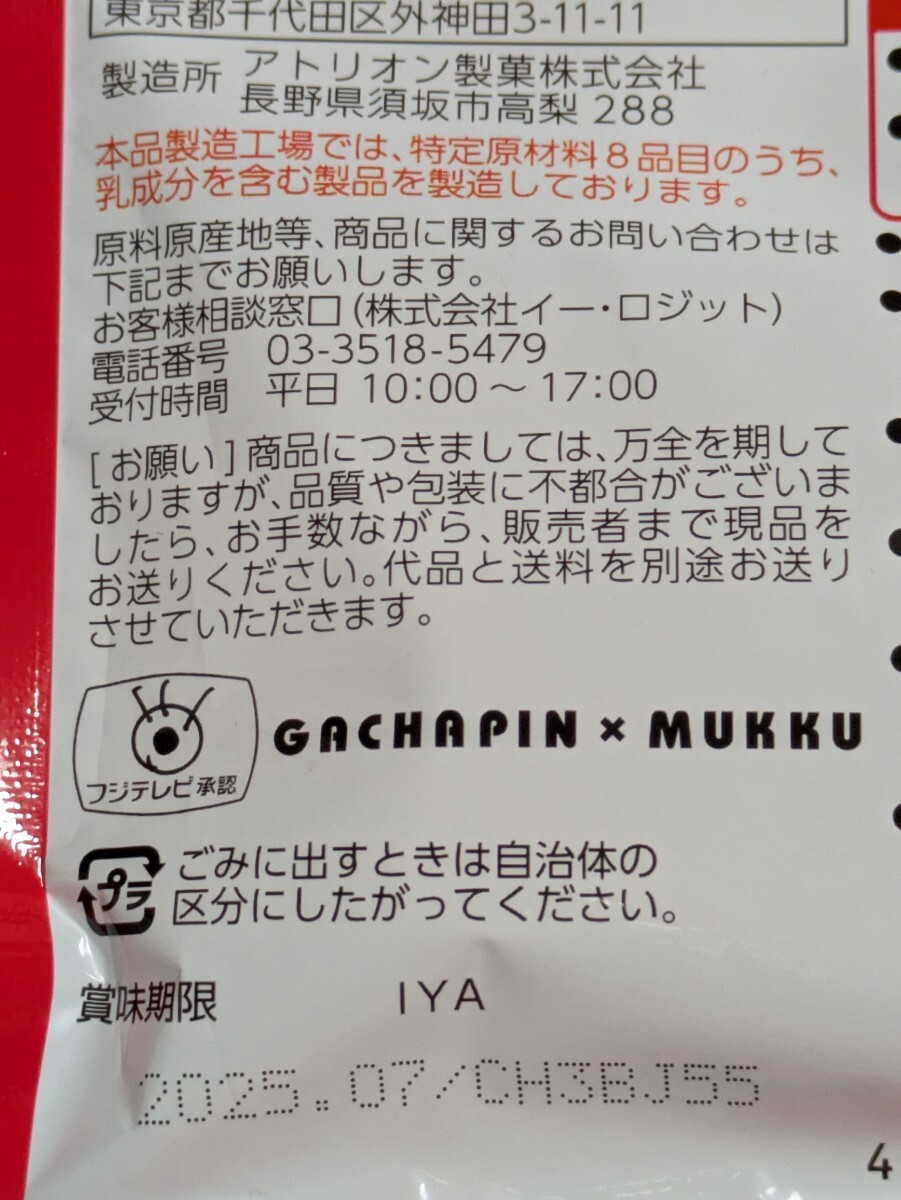 東京都千代田区外神田3-11-11
製造所 アトリオン製菓株式会社
長野県須坂市高梨 288
本品製造工場では、特定原材料8品目のうち、
乳成分を含む製品を製造しております。
原料原産地等、商品に関するお問い合わせは
下記までお願いします。
お客様相談窓口 (株式会社イー・ロジット)
電話番号 03-3518-5479
受付時間 平日 10:00 ～ 17:00
[お願い] 商品につきましては、万全を期して
おりますが、品質や包装に不都合がございま
したら、お手数ながら、販売者まで現品を
お送りください。代品と送料を別途お送り
させていただきます。
フジテレビ承認
GACHAPIN × MUKKU
プラ
ごみに出すときは自治体の
区分にしたがってください。
賞味期限 IYA
2025.07/CH3BJ55
4